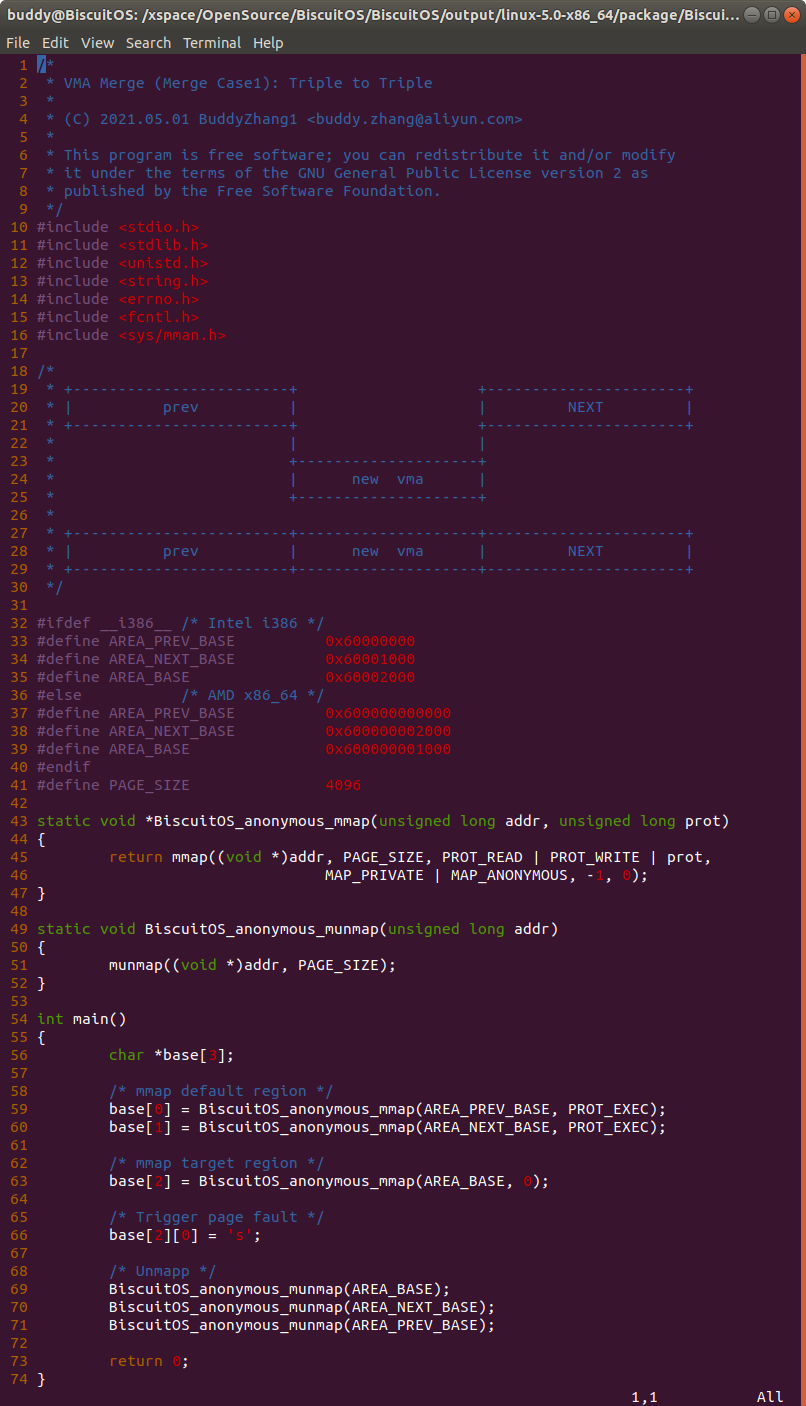 buddy@BiscuitOS: /xspace/OpenSource/BiscuitOS/BiscuitOS/output/linux-5.0-x86_64/package/Biscui...
File Edit View Search Terminal Help
1 /*
2  * VMA Merge (Merge Case1): Triple to Triple
3  *
4  * (C) 2021.05.01 BuddyZhang1 <buddy.zhang@aliyun.com>
5  *
6  * This program is free software; you can redistribute it and/or modify
7  * it under the terms of the GNU General Public License version 2 as
8  * published by the Free Software Foundation.
9  */
10 #include <stdio.h>
11 #include <stdlib.h>
12 #include <unistd.h>
13 #include <string.h>
14 #include <errno.h>
15 #include <fcntl.h>
16 #include <sys/mman.h>
17
18 /*
19  * +------------------------+                    +----------------------+
20  * |          prev          |                    |         NEXT         |
21  * +------------------------+                    +----------------------+
22  *                          |                    |
23  *                          +--------------------+
24  *                          |      new  vma      |
25  *                          +--------------------+
26  *
27  * +------------------------+--------------------+----------------------+
28  * |          prev          |      new  vma      |         NEXT         |
29  * +------------------------+--------------------+----------------------+
30  */
31
32 #ifdef __i386__ /* Intel i386 */
33 #define AREA_PREV_BASE          0x60000000
34 #define AREA_NEXT_BASE          0x60001000
35 #define AREA_BASE               0x60002000
36 #else           /* AMD x86_64 */
37 #define AREA_PREV_BASE          0x600000000000
38 #define AREA_NEXT_BASE          0x600000002000
39 #define AREA_BASE               0x600000001000
40 #endif
41 #define PAGE_SIZE               4096
42
43 static void *BiscuitOS_anonymous_mmap(unsigned long addr, unsigned long prot)
44 {
45         return mmap((void *)addr, PAGE_SIZE, PROT_READ | PROT_WRITE | prot,
46                                 MAP_PRIVATE | MAP_ANONYMOUS, -1, 0);
47 }
48
49 static void BiscuitOS_anonymous_munmap(unsigned long addr)
50 {
51         munmap((void *)addr, PAGE_SIZE);
52 }
53
54 int main()
55 {
56         char *base[3];
57
58         /* mmap default region */
59         base[0] = BiscuitOS_anonymous_mmap(AREA_PREV_BASE, PROT_EXEC);
60         base[1] = BiscuitOS_anonymous_mmap(AREA_NEXT_BASE, PROT_EXEC);
61
62         /* mmap target region */
63         base[2] = BiscuitOS_anonymous_mmap(AREA_BASE, 0);
64
65         /* Trigger page fault */
66         base[2][0] = 's';
67
68         /* Unmapp */
69         BiscuitOS_anonymous_munmap(AREA_BASE);
70         BiscuitOS_anonymous_munmap(AREA_NEXT_BASE);
71         BiscuitOS_anonymous_munmap(AREA_PREV_BASE);
72
73         return 0;
74 }
1,1 All